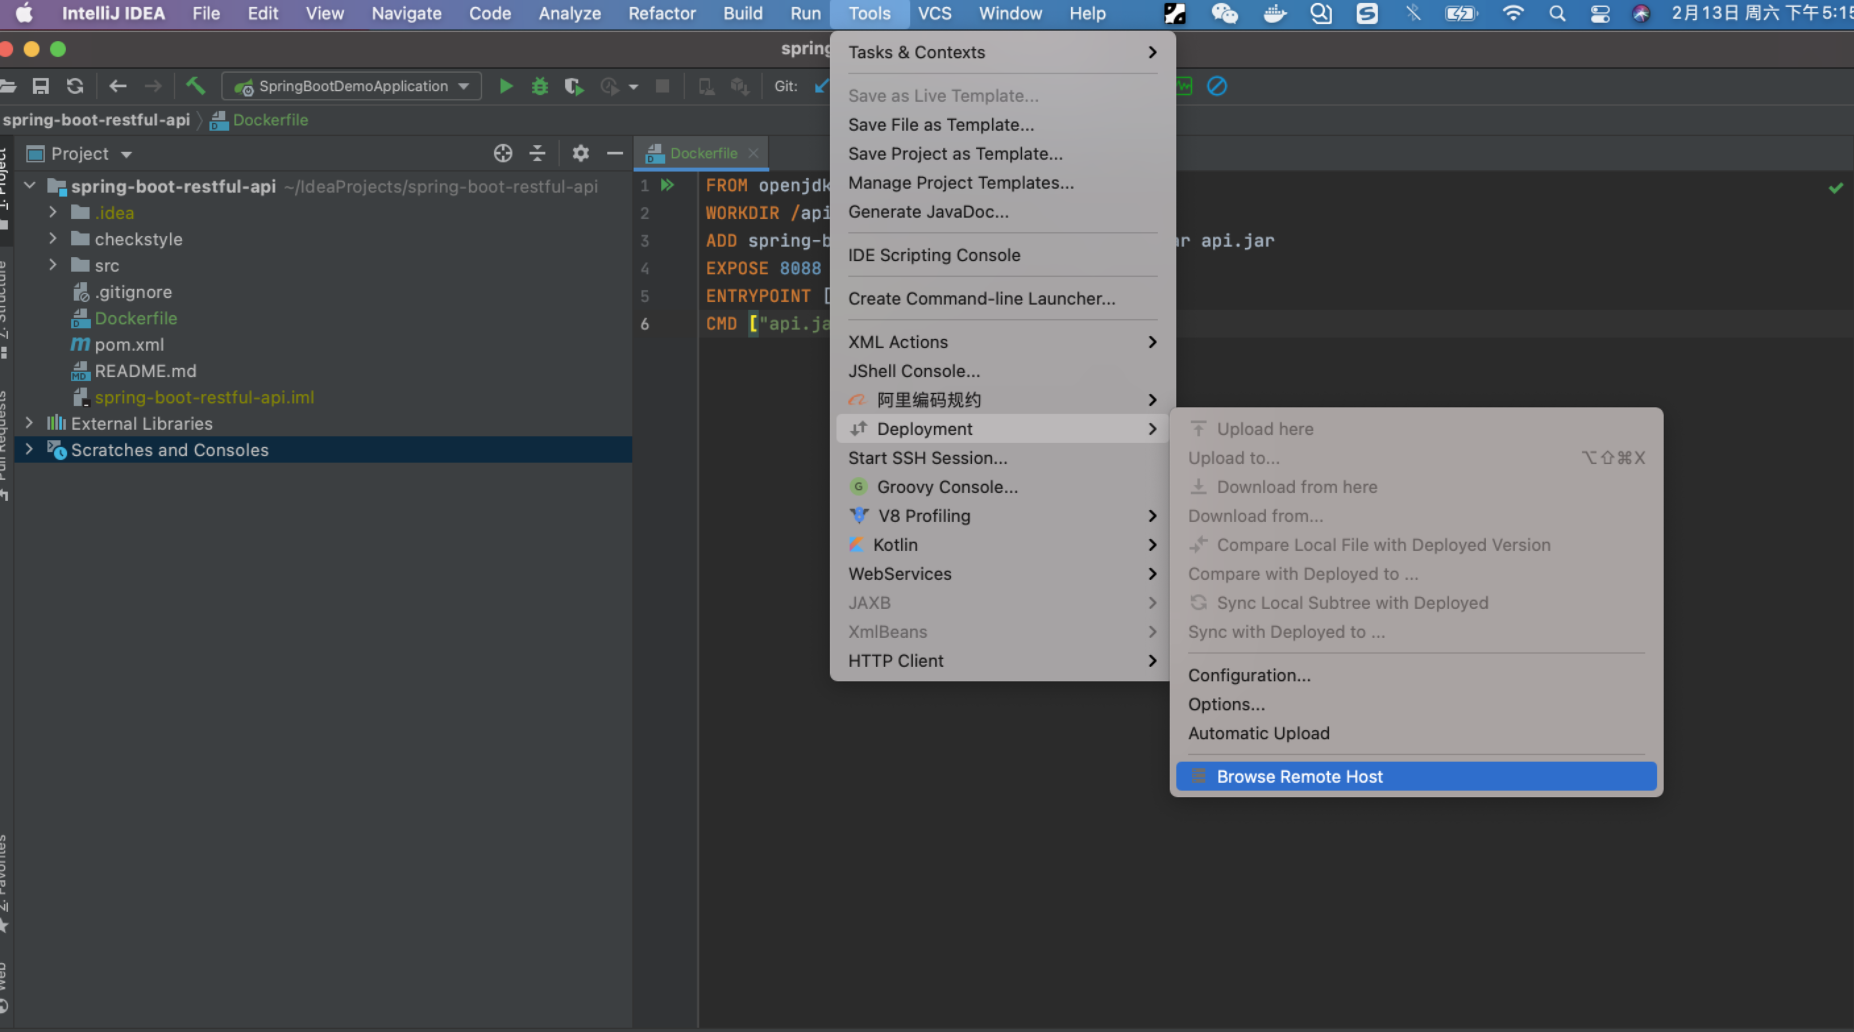 IntelliJ IDEA File Edit View Navigate Code Analyze Refactor Build Run Tools VCS Window Help 2月13日 周六 下午5:15
spring
SpringBootDemoApplication Git:
spring-boot-restful-api Dockerfile
Project
Dockerfile
spring-boot-restful-api ~/IdeaProjects/spring-boot-restful-api
.idea
checkstyle
src
.gitignore
Dockerfile
pom.xml
README.md
spring-boot-restful-api.iml
External Libraries
Scratches and Consoles
1: Project
Z: Structure
Pull Requests
2: Favorites
Web
1 FROM openjdk
2 WORKDIR /api
3 ADD spring-b
ar api.jar
4 EXPOSE 8088
5 ENTRYPOINT [
6 CMD ["api.ja
Tasks & Contexts
Save as Live Template...
Save File as Template...
Save Project as Template...
Manage Project Templates...
Generate JavaDoc...
IDE Scripting Console
Create Command-line Launcher...
XML Actions
JShell Console...
阿里编码规约
Deployment
Start SSH Session...
Groovy Console...
V8 Profiling
Kotlin
WebServices
JAXB
XmlBeans
HTTP Client
Upload here
Upload to... ⌥⇧⌘X
Download from here
Download from...
Compare Local File with Deployed Version
Compare with Deployed to ...
Sync Local Subtree with Deployed
Sync with Deployed to ...
Configuration...
Options...
Automatic Upload
Browse Remote Host